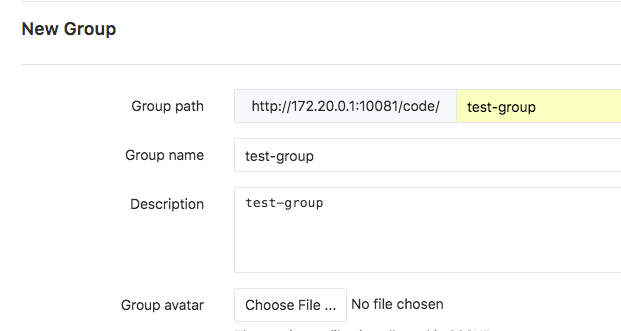 New Group
Group path http://172.20.0.1:10081/code/ test-group
Group name test-group
Description test-group
Group avatar Choose File ... No file chosen